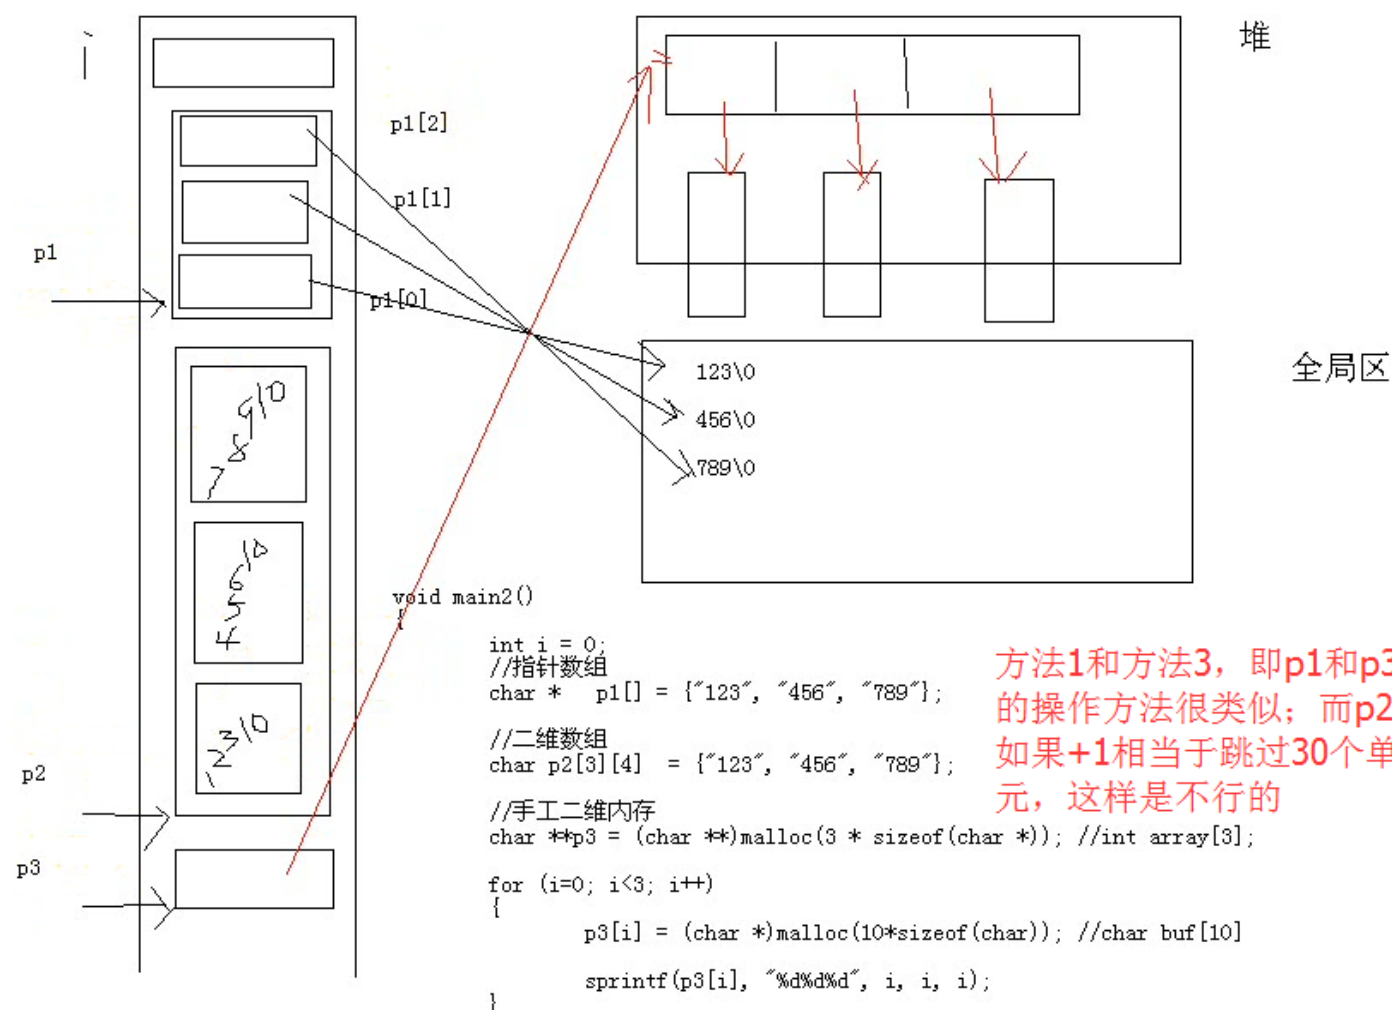 i
堆
p1[2]
p1[1]
p1
p1[0]
全局区
123\0
456\0
789\0
789\0
456\0
123\0
p2
p3
void main2()
{
int i = 0;
//指针数组
char * p1[] = {"123", "456", "789"};
//二维数组
char p2[3][4] = {"123", "456", "789"};
//手工二维内存
char **p3 = (char **)malloc(3 * sizeof(char *)); //int array[3];
for (i=0; i<3; i++)
{
p3[i] = (char *)malloc(10*sizeof(char)); //char buf[10]
sprintf(p3[i], "%d%d%d", i, i, i);
}
方法1和方法3，即p1和p3
的操作方法很类似；而p2
如果+1相当于跳过30个单
元，这样是不行的